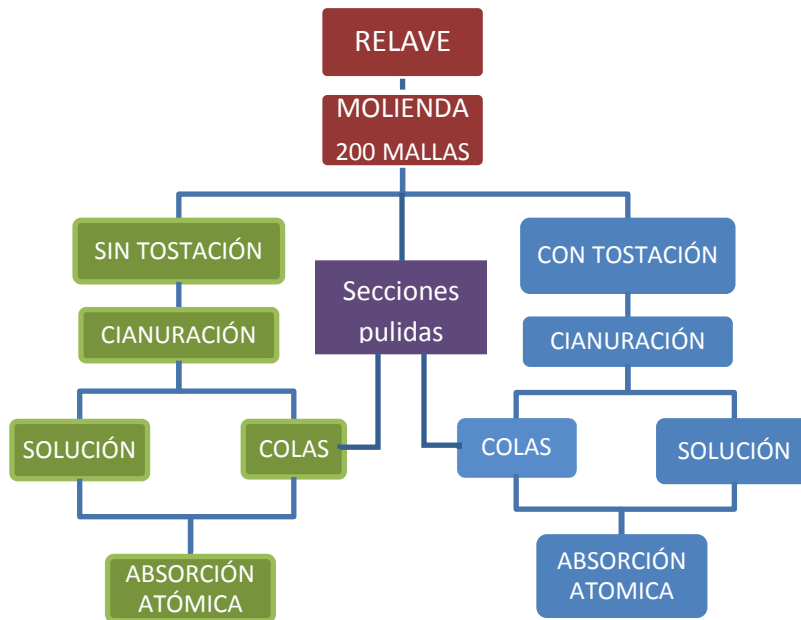 RELAVE
MOLIENDA
200 MALLAS
SIN TOSTACIÓN
Secciones
pulidas
CON TOSTACIÓN
CIANURACIÓN
CIANURACIÓN
SOLUCIÓN
COLAS
COLAS
SOLUCIÓN
ABSORCIÓN
ATÓMICA
ABSORCIÓN
ATOMICA